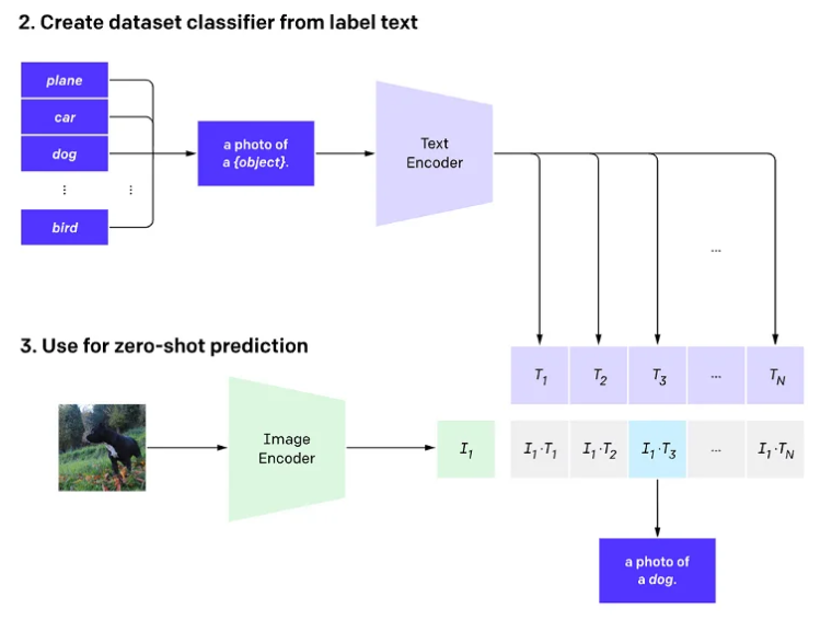 2. Create dataset classifier from label text
plane
car
dog
⋮ ⋮
bird
a photo of
a {object}.
Text
Encoder
...
3. Use for zero-shot prediction
Image
Encoder
T1 T2 T3 ... TN
I1 I1·T1 I1·T2 I1·T3 ... I1·TN
a photo of
a dog.